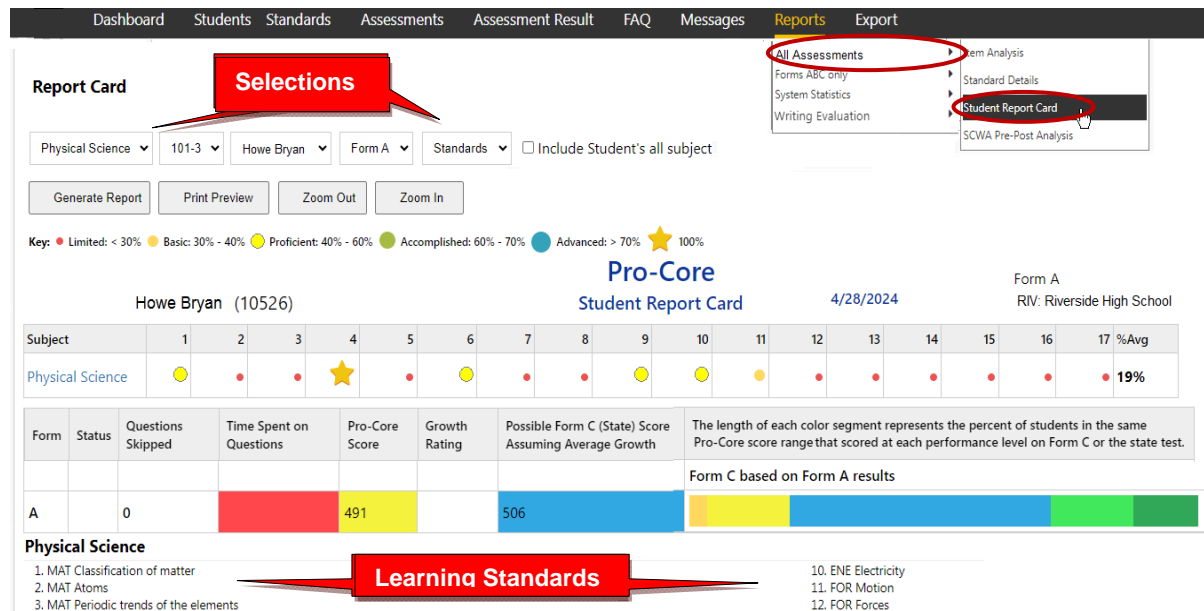 Dashboard Students Standards Assessments Assessment Result FAQ Messages Reports Export
All Assessments
Forms ABC only
System Statistics
Writing Evaluation
Item Analysis
Standard Details
Student Report Card
SCWA Pre-Post Analysis
Report Card
Selections
Physical Science 101-3 Howe Bryan Form A Standards Include Student's all subject
Generate Report Print Preview Zoom Out Zoom In
Key: Limited: < 30% Basic: 30% - 40% Proficient: 40% - 60% Accomplished: 60% - 70% Advanced: > 70% 100%
Pro-Core
Form A
Howe Bryan (10526) Student Report Card 4/28/2024 RIV: Riverside High School
Subject 1 2 3 4 5 6 7 8 9 10 11 12 13 14 15 16 17 %Avg
Physical Science 19%
Form Status Questions Skipped Time Spent on Questions Pro-Core Score Growth Rating Possible Form C (State) Score Assuming Average Growth The length of each color segment represents the percent of students in the same Pro-Core score range that scored at each performance level on Form C or the state test.
Form C based on Form A results
A 0 491 506
Physical Science
1. MAT Classification of matter
2. MAT Atoms
3. MAT Periodic trends of the elements
Learning Standards
10. ENE Electricity
11. FOR Motion
12. FOR Forces